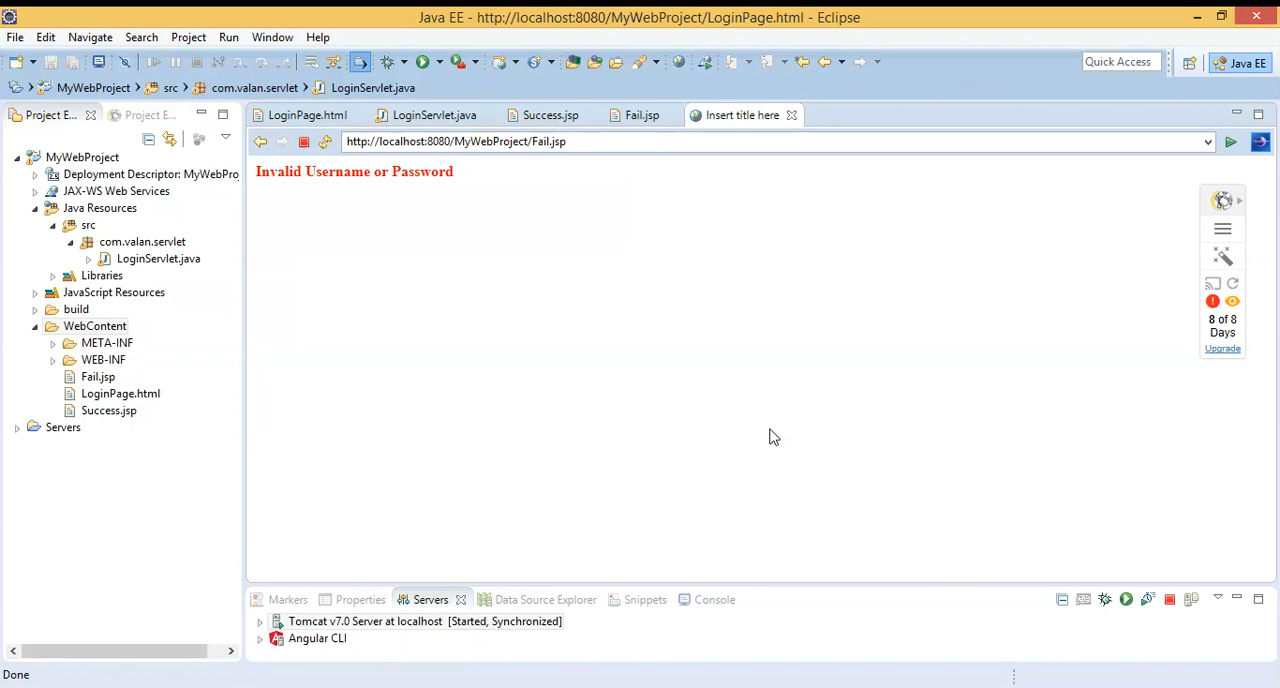 Java EE - http://localhost:8080/MyWebProject/LoginPage.html - Eclipse
File Edit Navigate Search Project Run Window Help
Quick Access
Java EE
MyWebProject src com.valan.servlet LoginServlet.java
Project E...
Project E...
LoginPage.html
LoginServlet.java
Success.jsp
Fail.jsp
Insert title here
http://localhost:8080/MyWebProject/Fail.jsp
Invalid Username or Password
MyWebProject
Deployment Descriptor: MyWebPro
JAX-WS Web Services
Java Resources
src
com.valan.servlet
LoginServlet.java
Libraries
JavaScript Resources
build
WebContent
META-INF
WEB-INF
Fail.jsp
LoginPage.html
Success.jsp
Servers
8 of 8
Days
Upgrade
Markers Properties Servers Data Source Explorer Snippets Console
Tomcat v7.0 Server at localhost [Started, Synchronized]
Angular CLI
Done